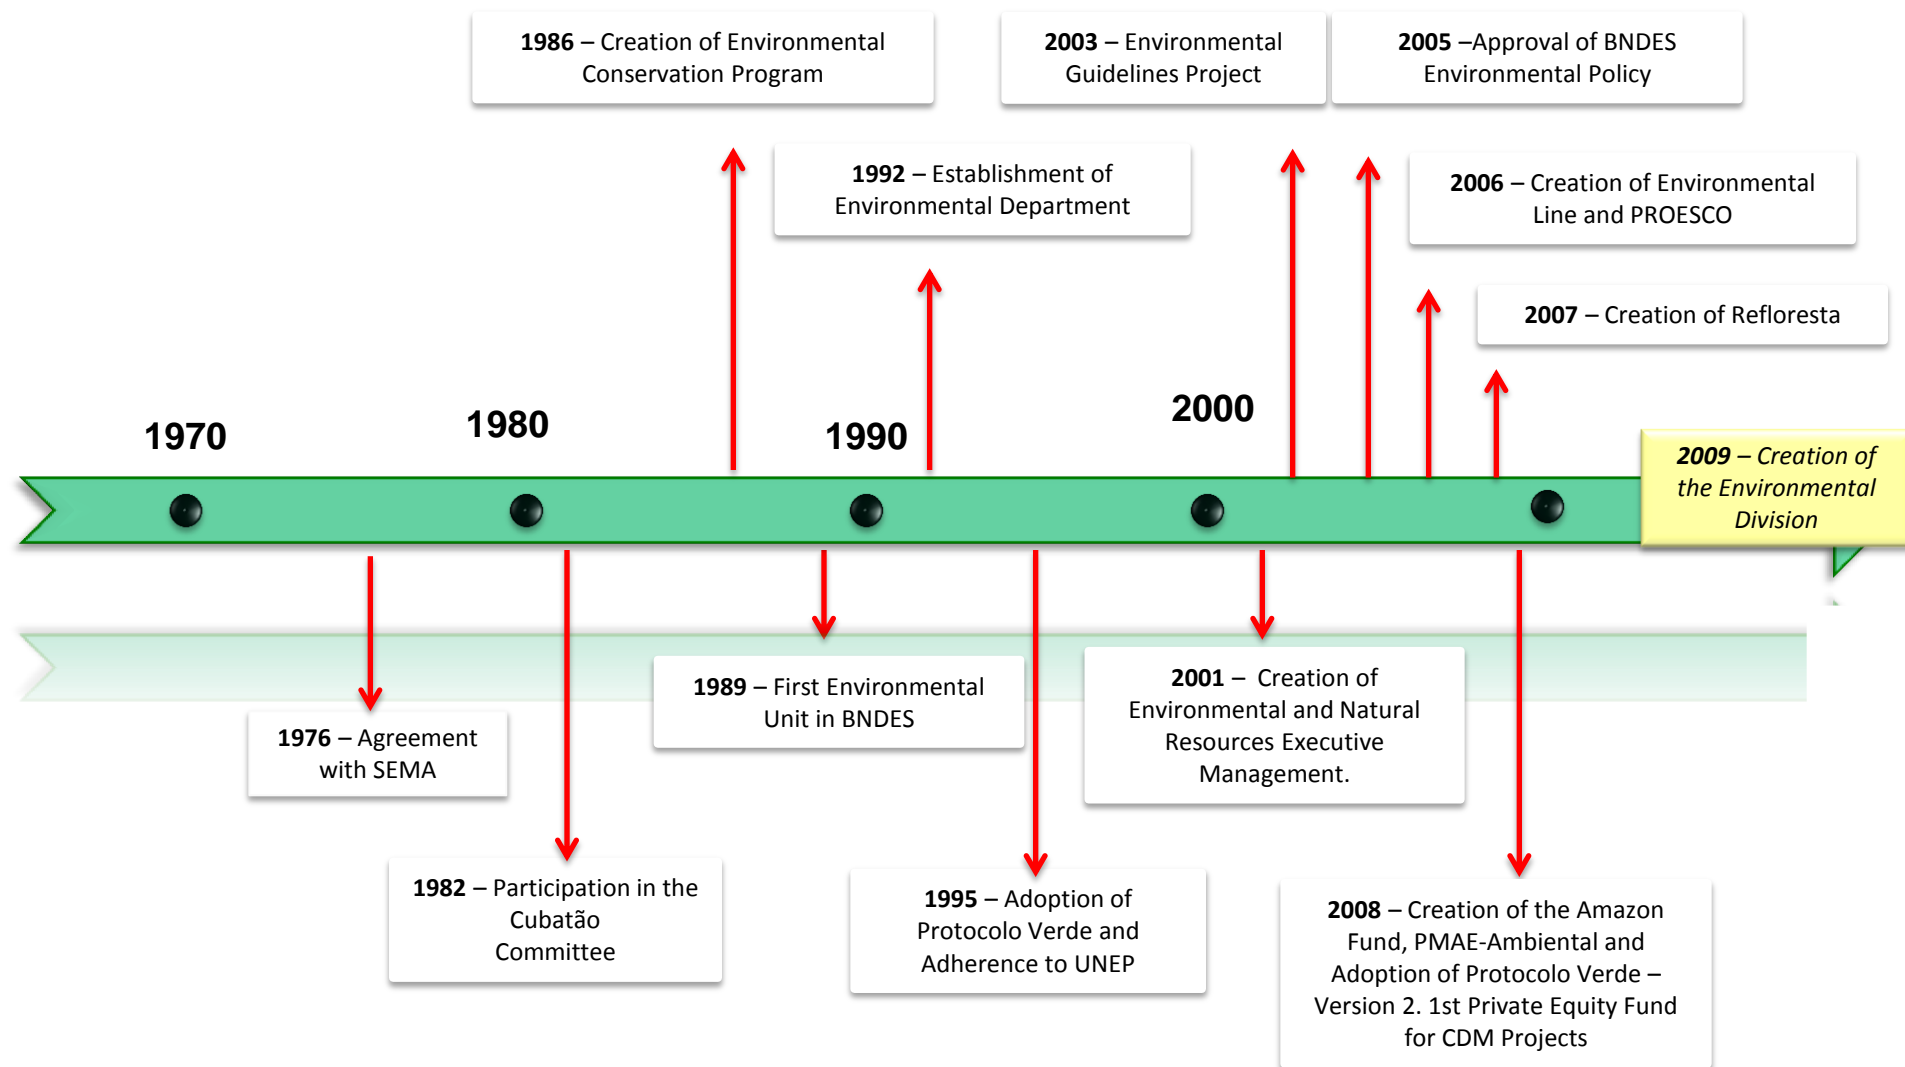 1986 – Creation of Environmental
Conservation Program
2003 – Environmental
Guidelines Project
2005 –Approval of BNDES
Environmental Policy
1992 – Establishment of
Environmental Department
2006 – Creation of Environmental
Line and PROESCO
2007 – Creation of Refloresta
1970
1980
1990
2000
2009 – Creation of
the Environmental
Division
1976 – Agreement
with SEMA
1989 – First Environmental
Unit in BNDES
2001 – Creation of
Environmental and Natural
Resources Executive
Management.
1982 – Participation in the
Cubatão
Committee
1995 – Adoption of
Protocolo Verde and
Adherence to UNEP
2008 – Creation of the Amazon
Fund, PMAE-Ambiental and
Adoption of Protocolo Verde –
Version 2. 1st Private Equity Fund
for CDM Projects